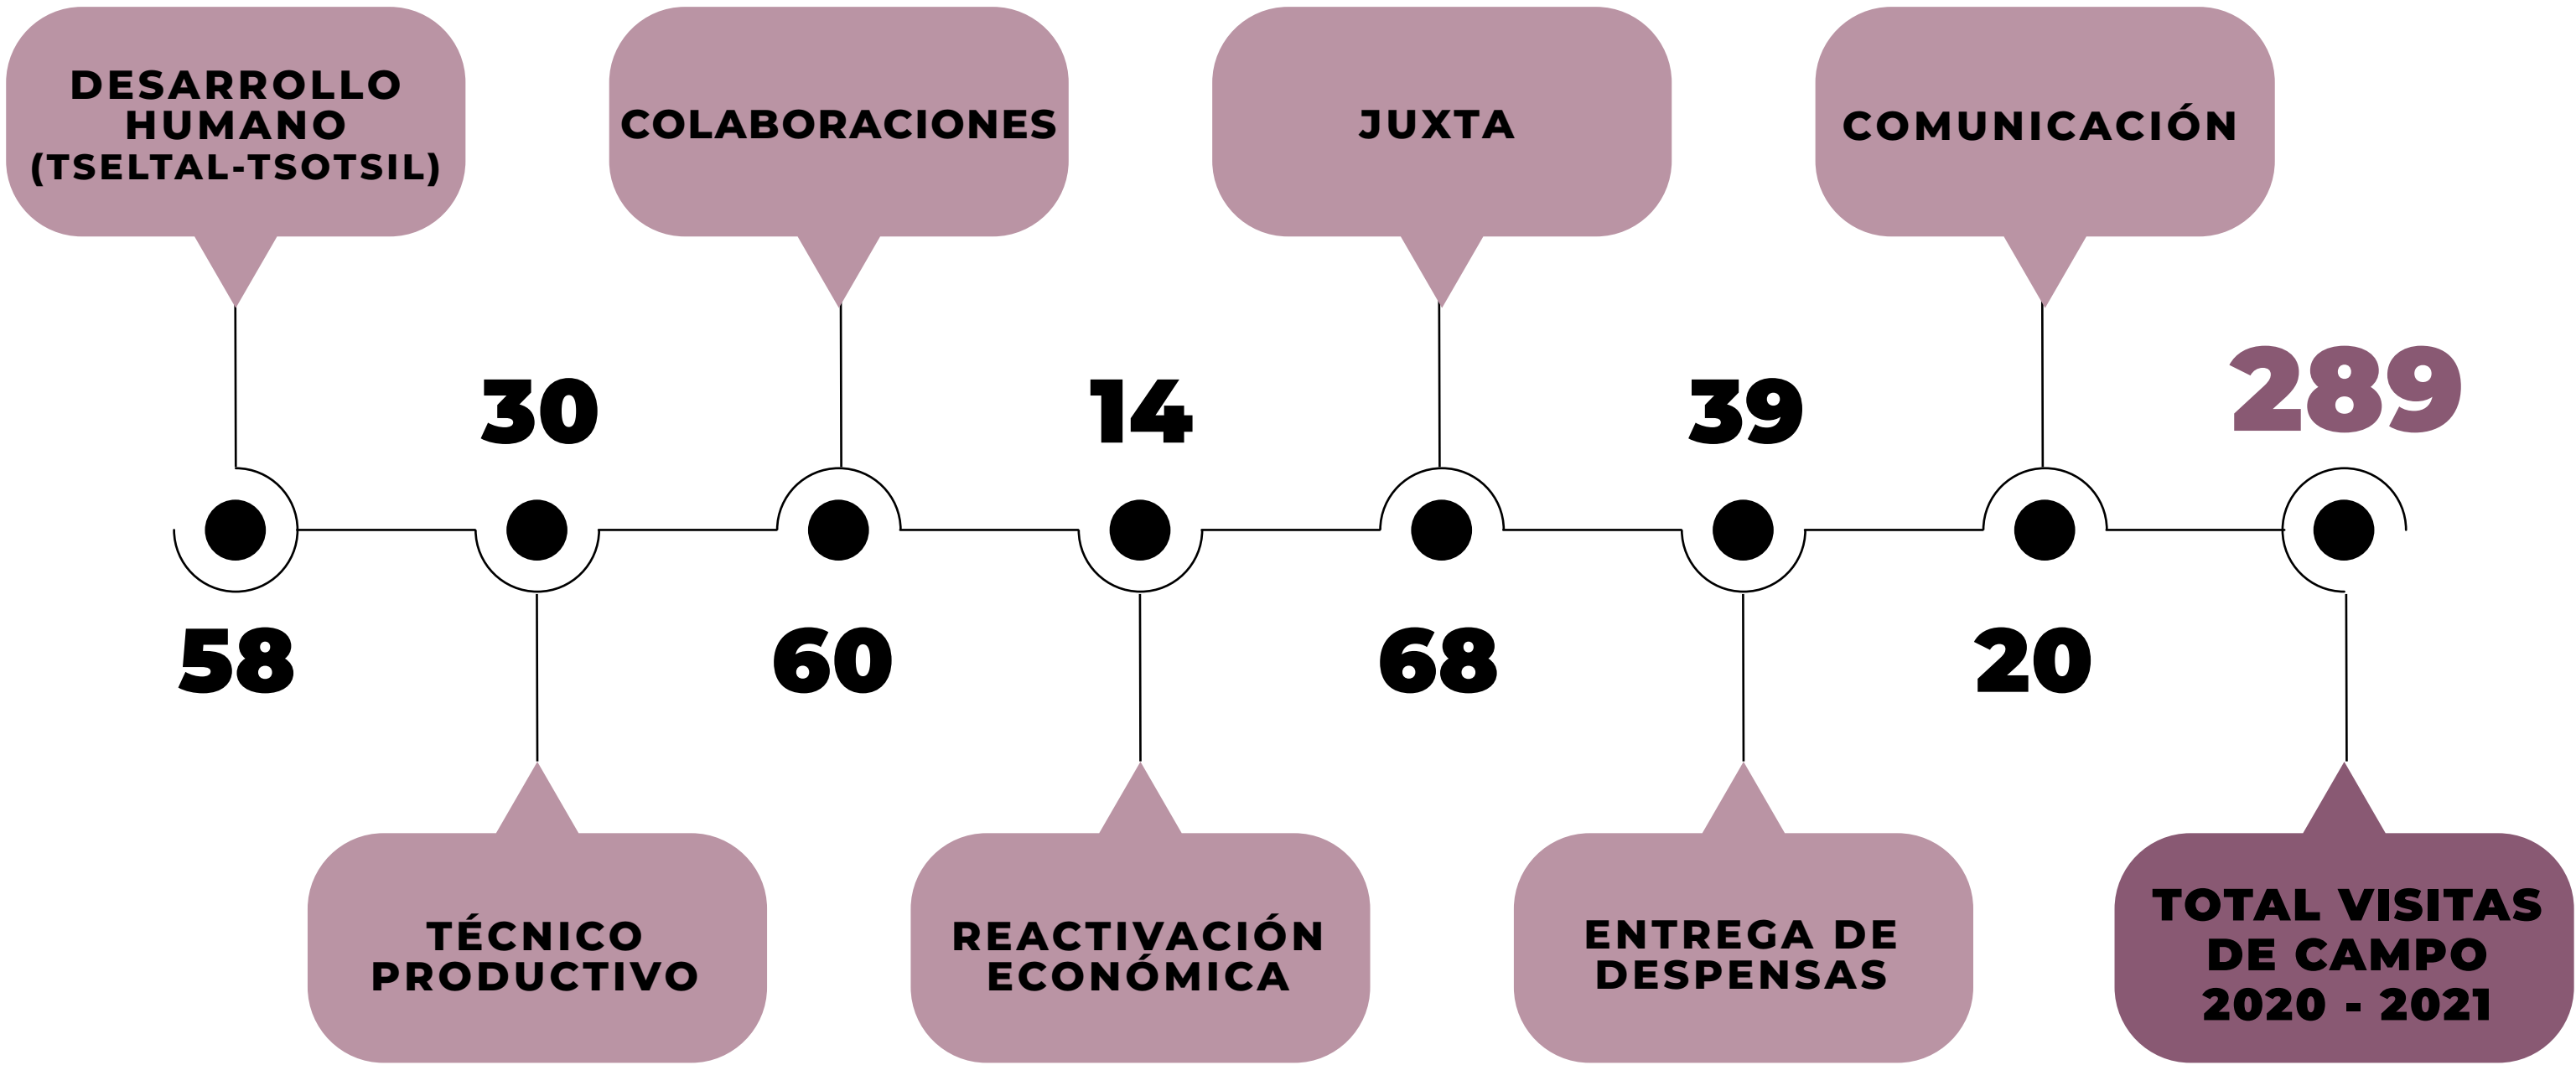 DESARROLLO
HUMANO
(TSELTAL-TSOTSIL)
COLABORACIONES
JUXTA
COMUNICACIÓN
30
14
39
289
58
60
68
20
TÉCNICO
PRODUCTIVO
REACTIVACIÓN
ECONÓMICA
ENTREGA DE
DESPENSAS
TOTAL VISITAS
DE CAMPO
2020 - 2021